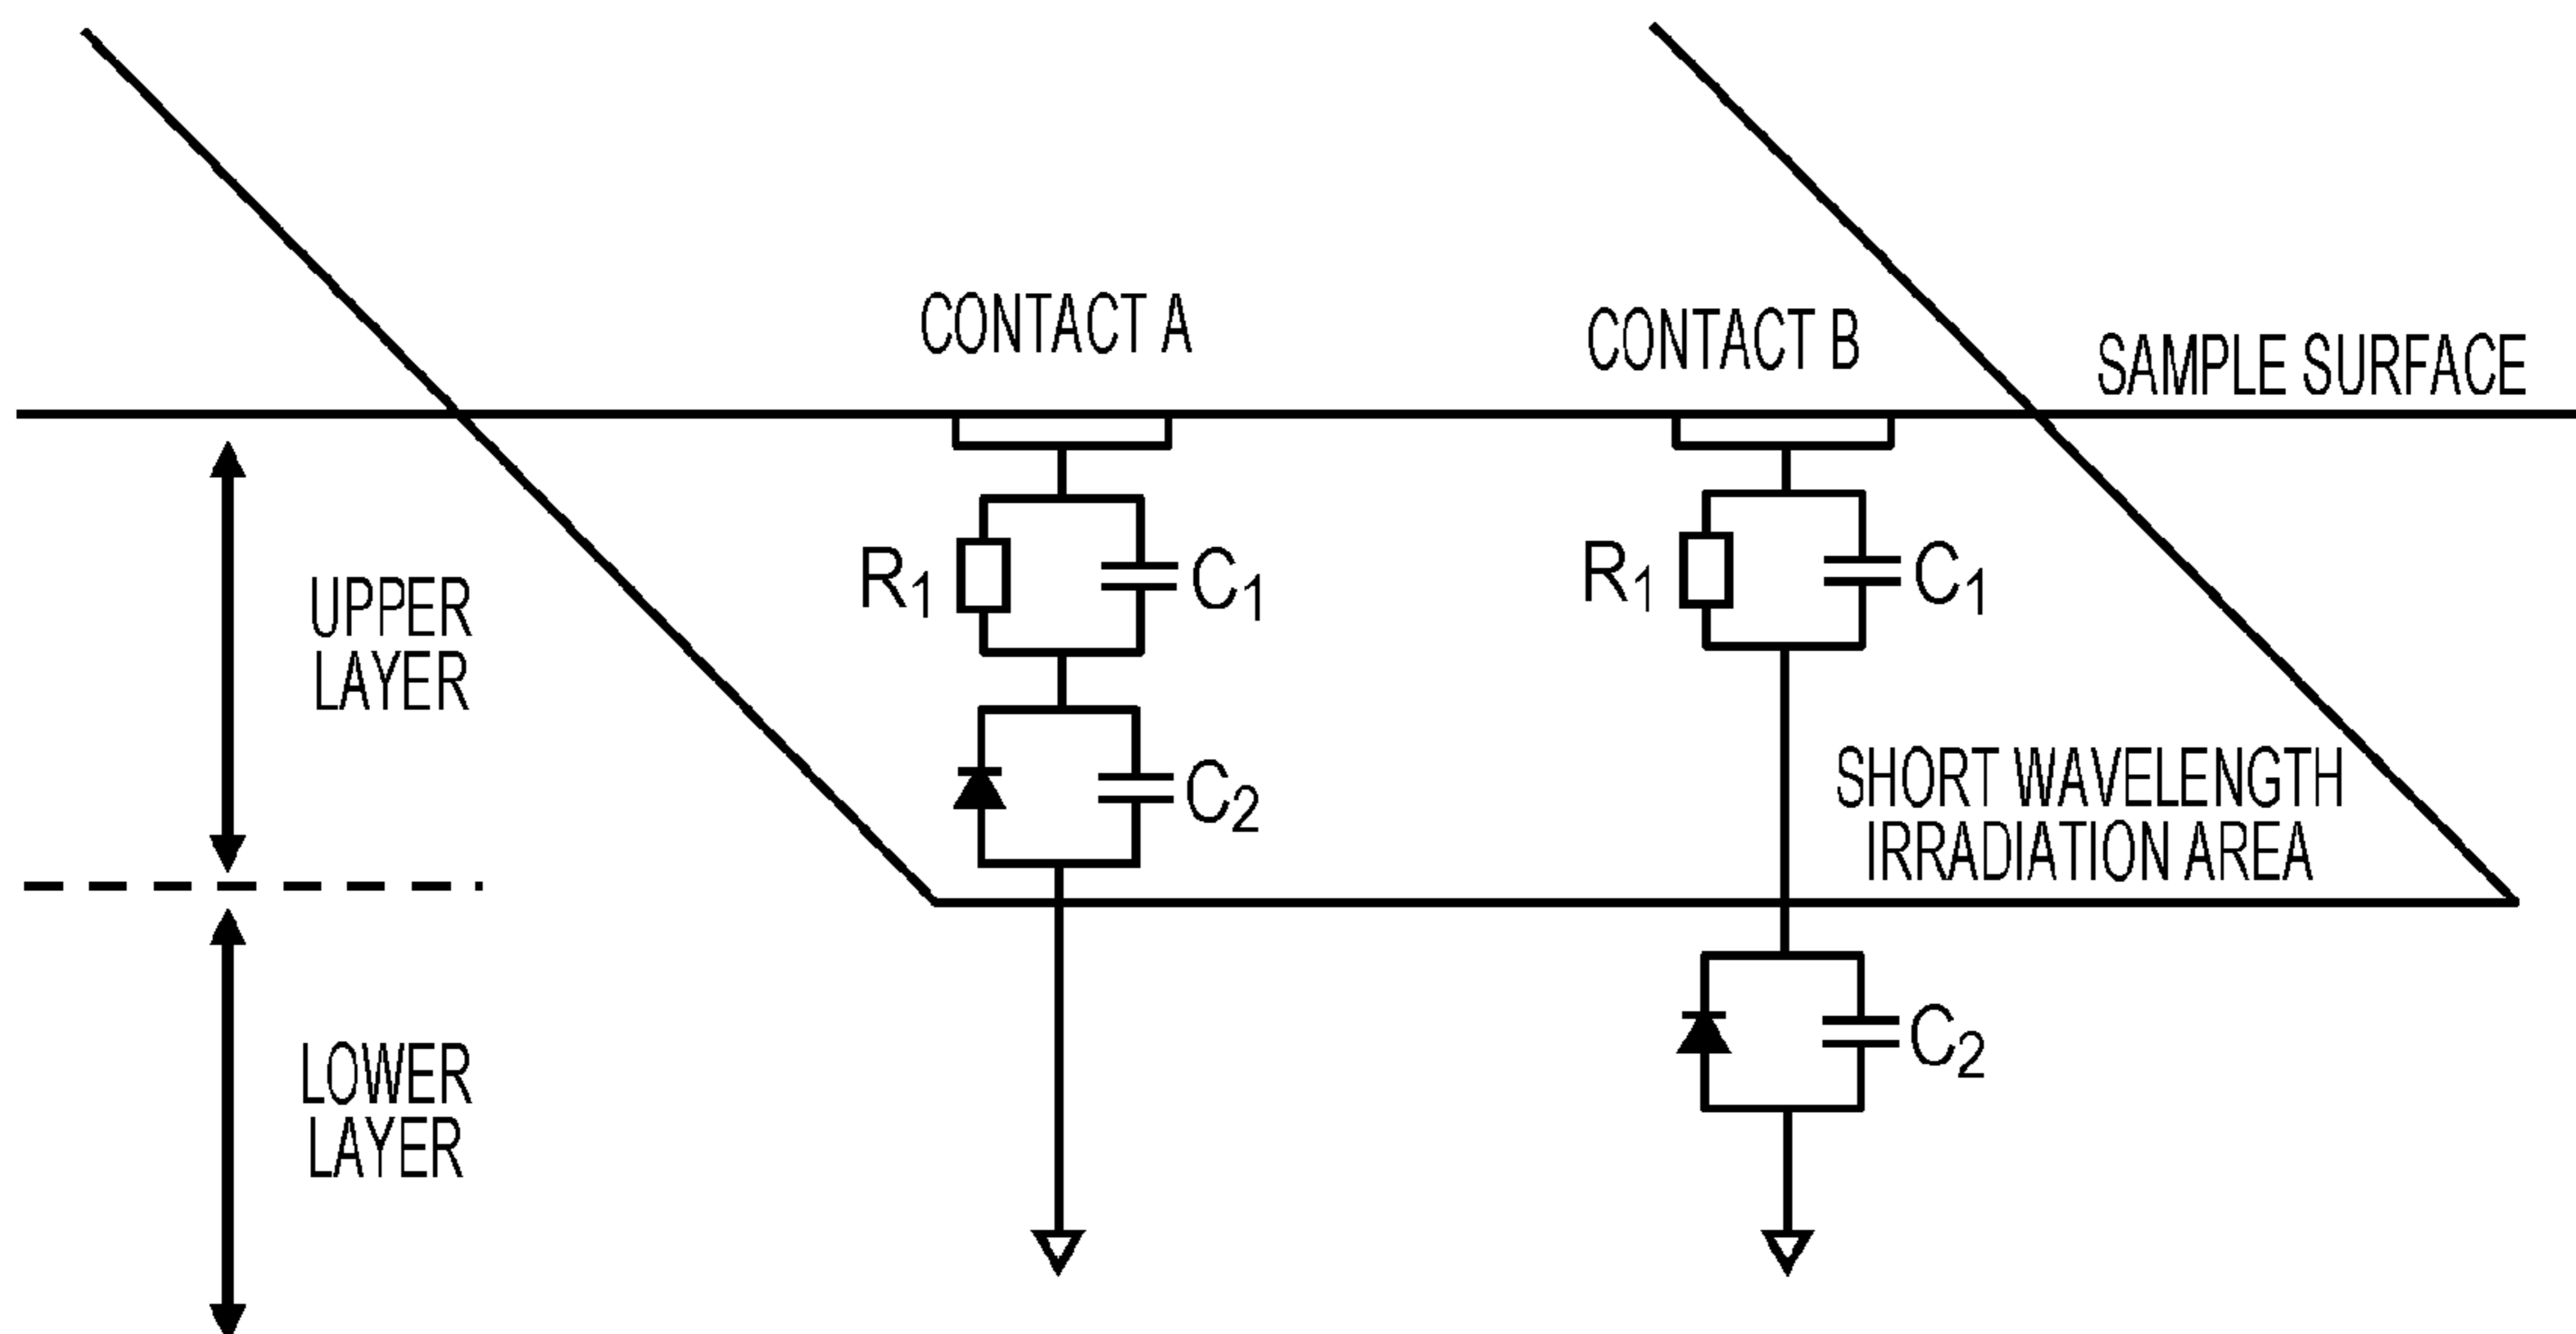 CONTACT A
CONTACT B
SAMPLE SURFACE
R1
C1
R1
C1
UPPER
LAYER
C2
SHORT WAVELENGTH
IRRADIATION AREA
C2
LOWER
LAYER